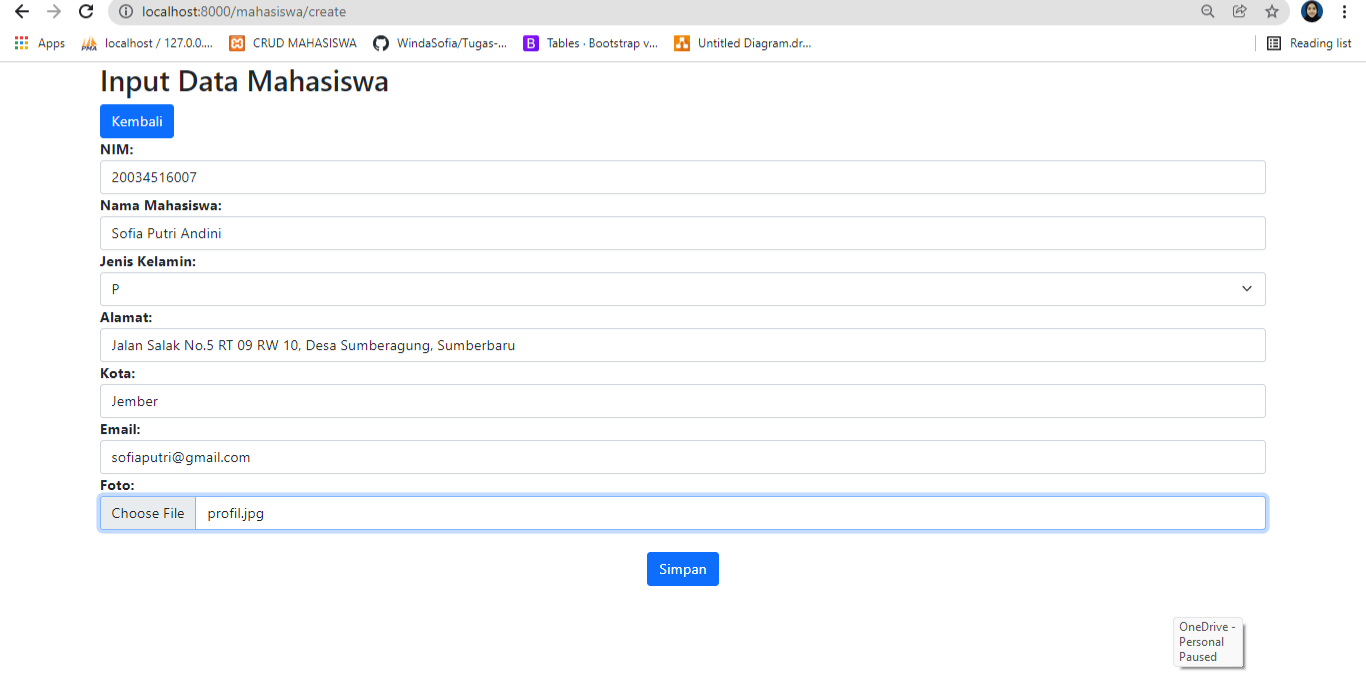 localhost:8000/mahasiswa/create
Apps
PMA
localhost / 127.0.0....
CRUD MAHASISWA
WindaSofia/Tugas-...
B
Tables · Bootstrap v...
Untitled Diagram.dr...
Reading list
Input Data Mahasiswa
Kembali
NIM:
20034516007
Nama Mahasiswa:
Sofia Putri Andini
Jenis Kelamin:
P
Alamat:
Jalan Salak No.5 RT 09 RW 10, Desa Sumberagung, Sumberbaru
Kota:
Jember
Email:
sofiaputri@gmail.com
Foto:
Choose File profil.jpg
Simpan
OneDrive -
Personal
Paused